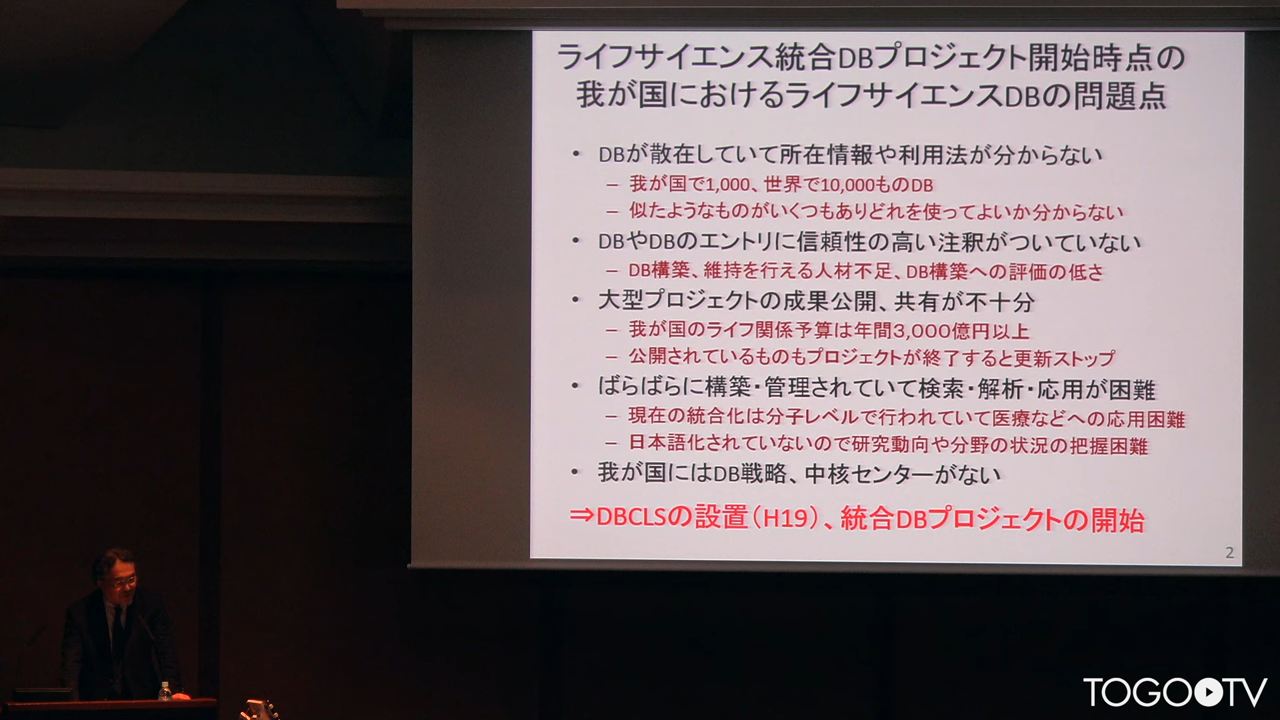 ライフサイエンス統合DBプロジェクト開始時点の
我が国におけるライフサイエンスDBの問題点
• DBが散在していて所在情報や利用法が分からない
– 我が国で1,000、世界で10,000ものDB
– 似たようなものがいくつもありどれを使ってよいか分からない
• DBやDBのエントリに信頼性の高い注釈がついていない
– DB構築、維持を行える人材不足、DB構築への評価の低さ
• 大型プロジェクトの成果公開、共有が不十分
– 我が国のライフ関係予算は年間3,000億円以上
– 公開されているものもプロジェクトが終了すると更新ストップ
• ばらばらに構築・管理されていて検索・解析・応用が困難
– 現在の統合化は分子レベルで行われていて医療などへの応用困難
– 日本語化されていないので研究動向や分野の状況の把握困難
• 我が国にはDB戦略、中核センターがない
⇒DBCLSの設置（H19）、統合DBプロジェクトの開始
2
TOGO TV